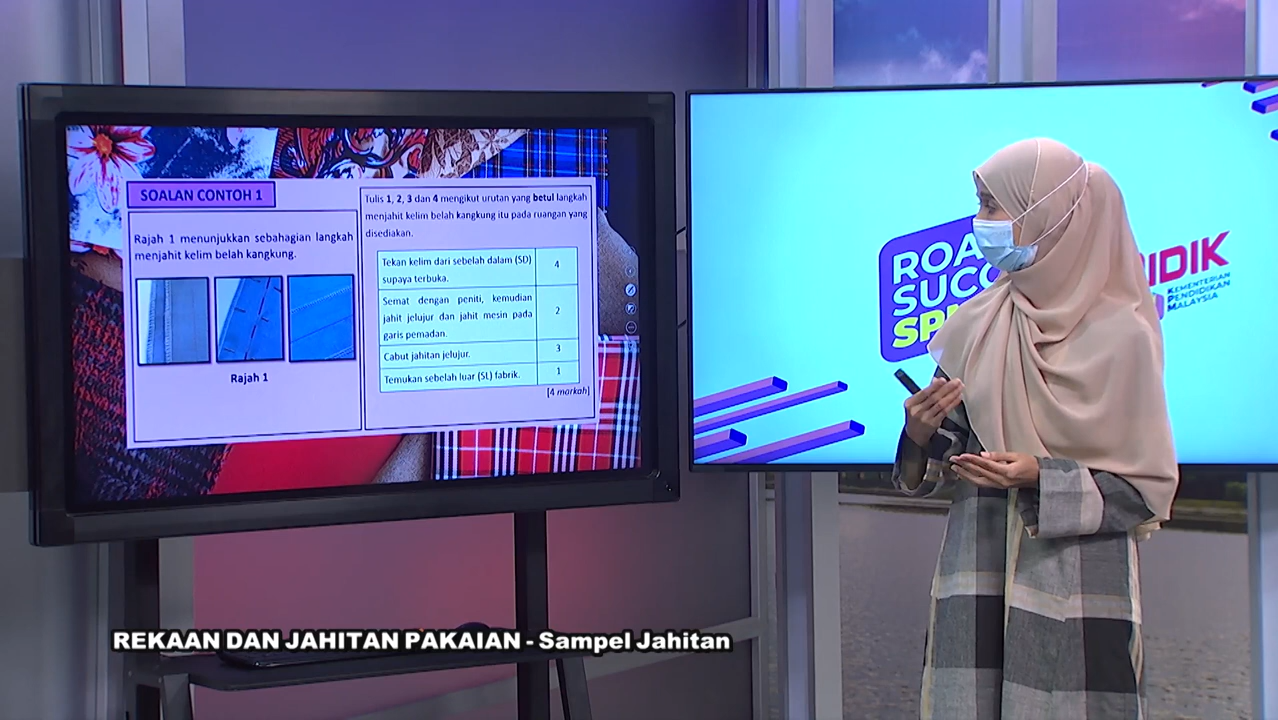 SOALAN CONTOH 1
Rajah 1 menunjukkan sebahagian langkah
menjahit kelim belah kangkung.
Rajah 1
Tulis 1, 2, 3 dan 4 mengikut urutan yang betul langkah
menjahit kelim belah kangkung itu pada ruangan yang
disediakan.
Tekan kelim dari sebelah dalam (SD)
supaya terbuka.
4
Semat dengan peniti, kemudian
jahit jelujur dan jahit mesin pada
garis pemadan.
2
Cabut jahitan jelujur.
3
Temukan sebelah luar (SL) fabrik.
1
[4 markah]
KEMENTERIAN
PENDIDIKAN
MALAYSIA
REKAAN DAN JAHITAN PAKAIAN - Sampel Jahitan